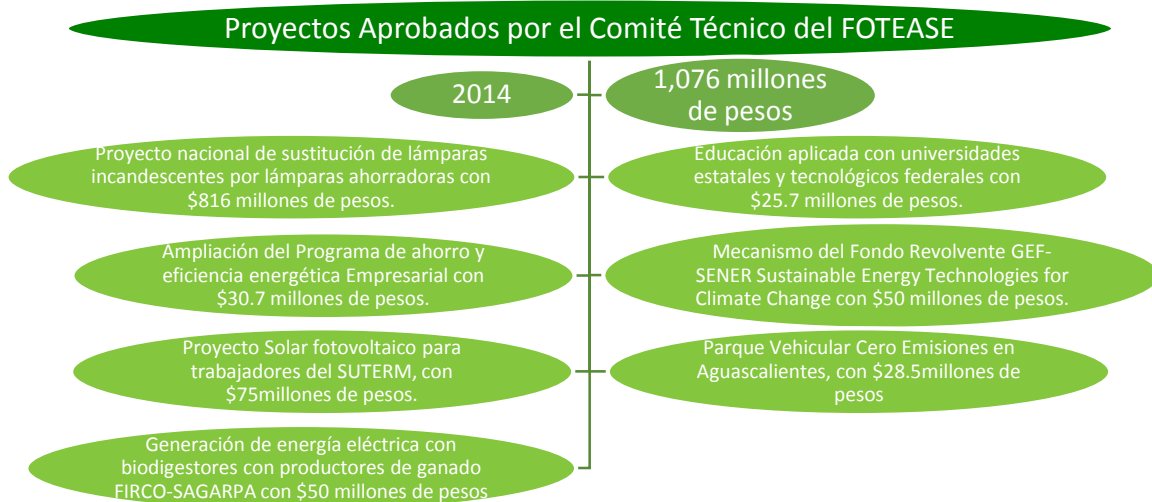 Proyectos Aprobados por el Comité Técnico del FOTEASE
2014
1,076 millones
de pesos
Proyecto nacional de sustitución de lámparas
incandescentes por lámparas ahorradoras con
$816 millones de pesos.
Educación aplicada con universidades
estatales y tecnológicos federales con
$25.7 millones de pesos.
Ampliación del Programa de ahorro y
eficiencia energética Empresarial con
$30.7 millones de pesos.
Mecanismo del Fondo Revolvente GEF-
SENER Sustainable Energy Technologies for
Climate Change con $50 millones de pesos.
Proyecto Solar fotovoltaico para
trabajadores del SUTERM, con
$75millones de pesos.
Parque Vehicular Cero Emisiones en
Aguascalientes, con $28.5millones de
pesos
Generación de energía eléctrica con
biodigestores con productores de ganado
FIRCO-SAGARPA con $50 millones de pesos